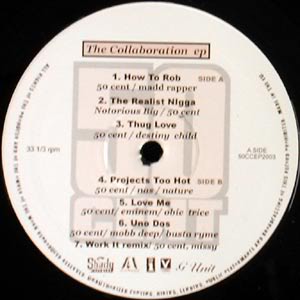 The Collaboration ep
1. How To Rob SIDE A
50 cent / madd rapper
2. The Realist Nigga
Notorious Big / 50 cent
3. Thug Love
50 cent / destiny child
33 1/3 rpm
A SIDE
50CCEP2003
4. Projects Too Hot SIDE B
50 cent / nas / nature
5. Love Me
50 cent / eminem / obie trice
6. Uno Dos
50 cent / mobb deep / busta ryme
7. Work It remix / 50 cent, missy
Shady
G Unit